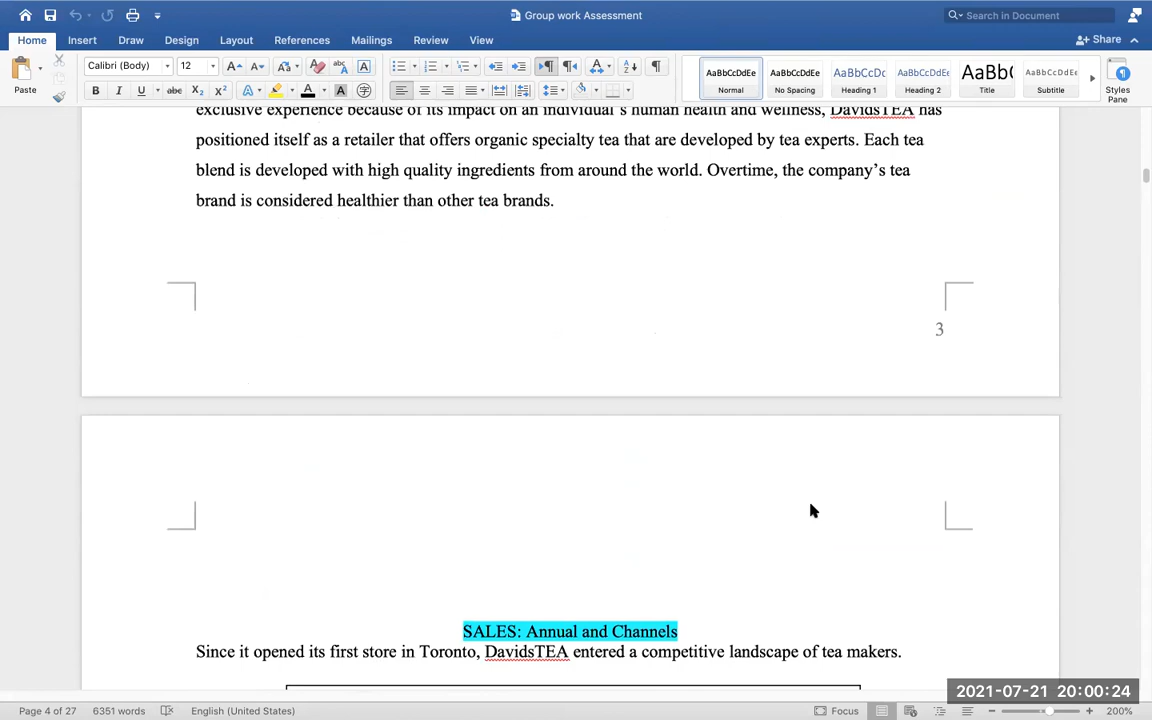 Group work Assessment
Search in Document
Home Insert Draw Design Layout References Mailings Review View
Share
Paste
Calibri (Body) 12
AaBbCcDdEe AaBbCcDdEe AaBbCcDc AaBbCcDdEe AaBb( AaBbCcDdEe
Normal No Spacing Heading 1 Heading 2 Title Subtitle
Styles
Pane
exclusive experience because of its impact on an individual's human health and wellness, DavidsTEA has
positioned itself as a retailer that offers organic specialty tea that are developed by tea experts. Each tea
blend is developed with high quality ingredients from around the world. Overtime, the company's tea
brand is considered healthier than other tea brands.
3
SALES: Annual and Channels
Since it opened its first store in Toronto, DavidsTEA entered a competitive landscape of tea makers.
2021-07-21 20:00:24
Page 4 of 27 6351 words English (United States) Focus 200%